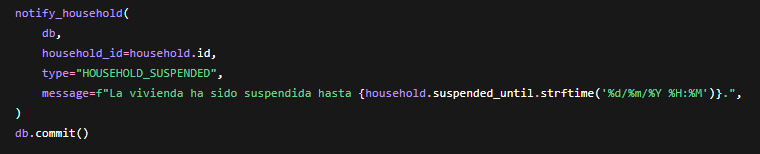 notify_household(
    db,
    household_id=household.id,
    type="HOUSEHOLD_SUSPENDED",
    message=f"La vivienda ha sido suspendida hasta {household.suspended_until.strftime('%d/%m/%Y %H:%M')}.",
)
db.commit()